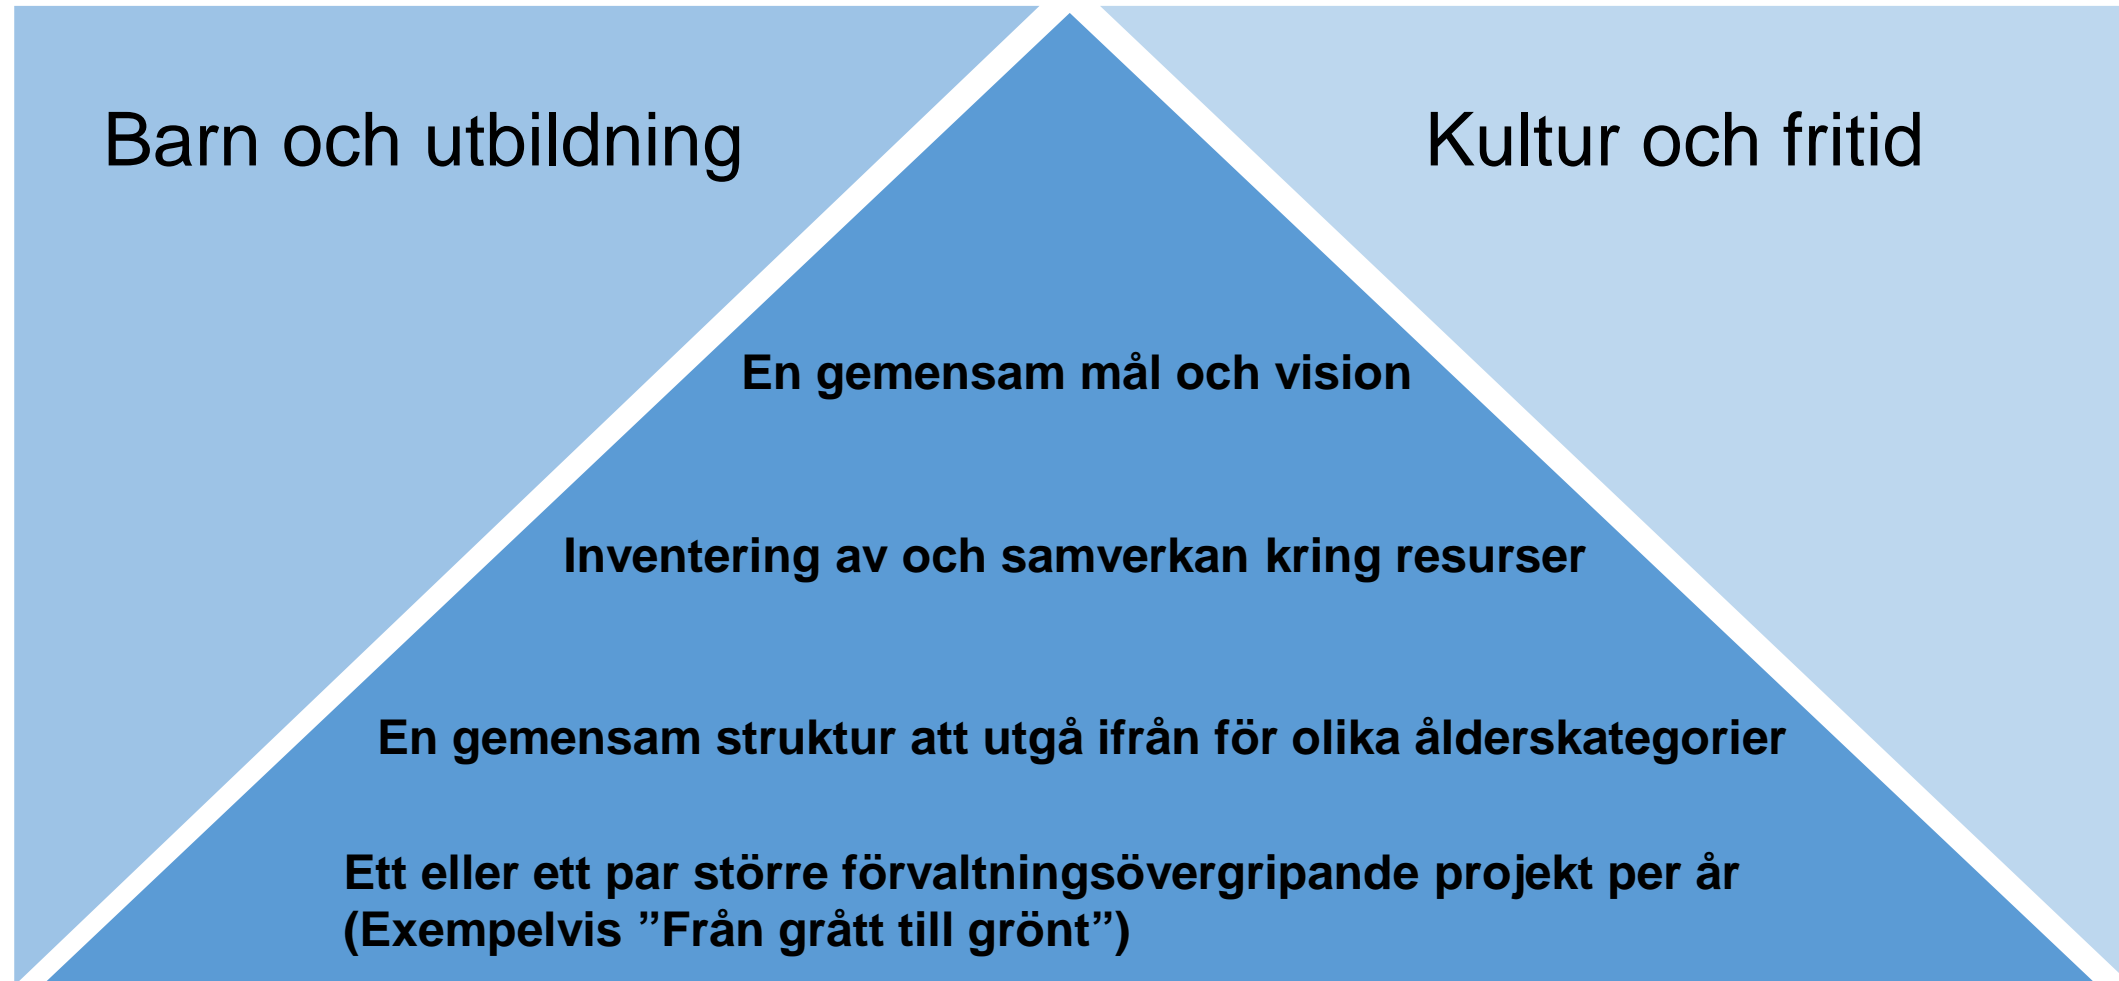 Barn och utbildning
Kultur och fritid
En gemensam mål och vision
Inventering av och samverkan kring resurser
En gemensam struktur att utgå ifrån för olika ålderskategorier
Ett eller ett par större förvaltningsövergripande projekt per år
(Exempelvis ”Från grått till grönt”)